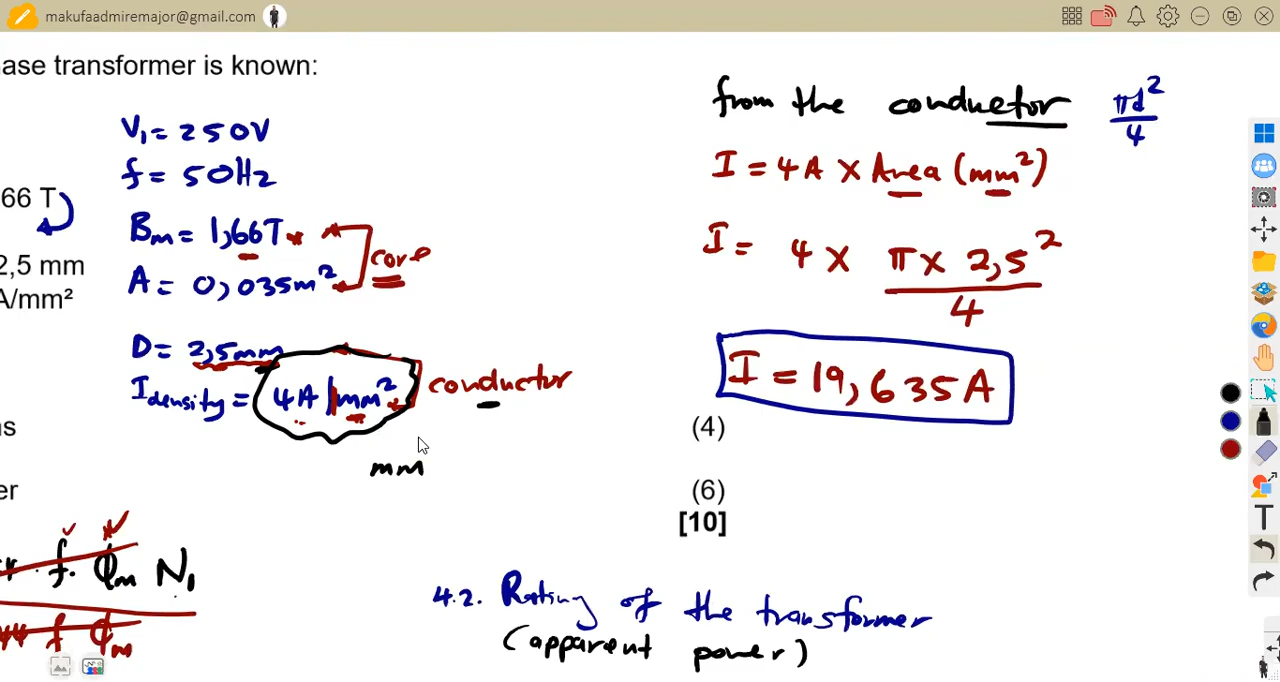 makufaadmiremajor@gmail.com
ase transformer is known:
V₁ = 250V
f = 50Hz
66 T
Bm = 1,66T
core
2,5 mm
A = 0,035m²
A/mm²
D = 2,5mm
Idensity = 4A/mm²
conductor
mm
ns
er
f. ϕm N₁
44 f ϕm
from the conductor πd²/4
I = 4A × Area (mm²)
I = 4 × π × 2,5²/4
I = 19,635A
(4)
(6)
[10]
4.2. Rating of the transformer
(apparent power)
T